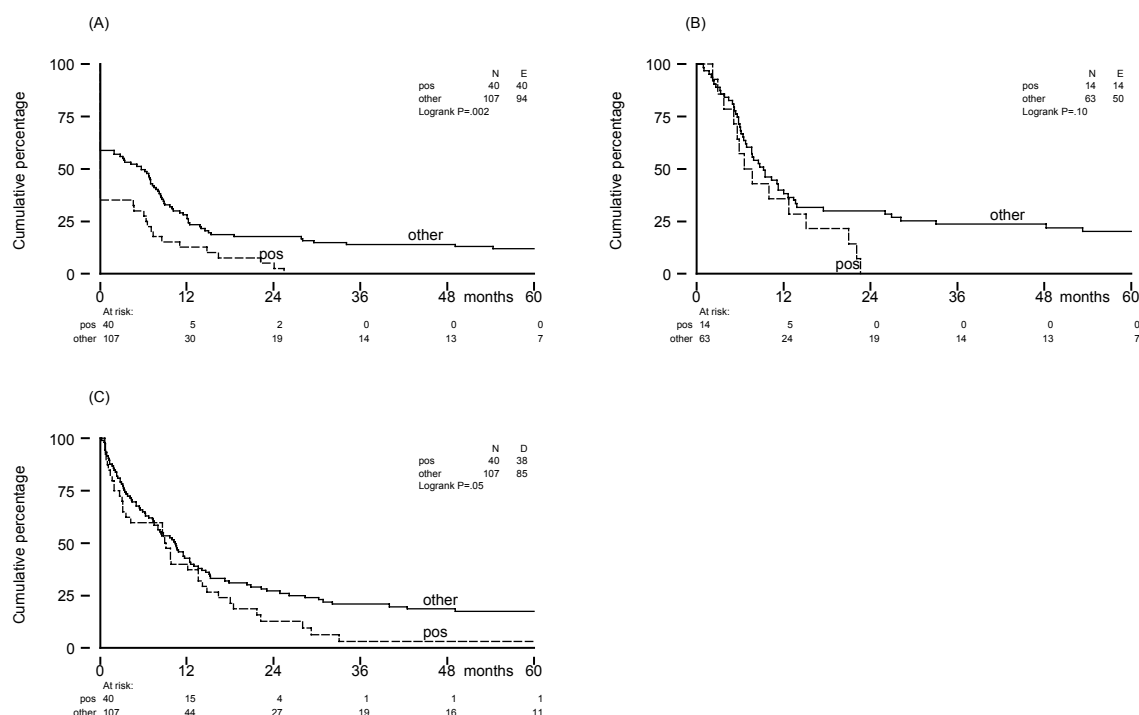 (A)
Cumulative percentage
100
75
50
25
0
N E
pos 40 40
other 107 94
Logrank P=.002
other
pos
0 12 24 36 48 months 60
At risk:
pos 40 5 2 0 0 0
other 107 30 19 14 13 7
(B)
Cumulative percentage
100
75
50
25
0
N E
pos 14 14
other 63 50
Logrank P=.10
other
pos
0 12 24 36 48 months 60
At risk:
pos 14 5 0 0 0 0
other 63 24 19 14 13 7
(C)
Cumulative percentage
100
75
50
25
0
N D
pos 40 38
other 107 85
Logrank P=.05
other
pos
0 12 24 36 48 months 60
At risk:
pos 40 15 4 1 1 1
other 107 44 27 19 16 11